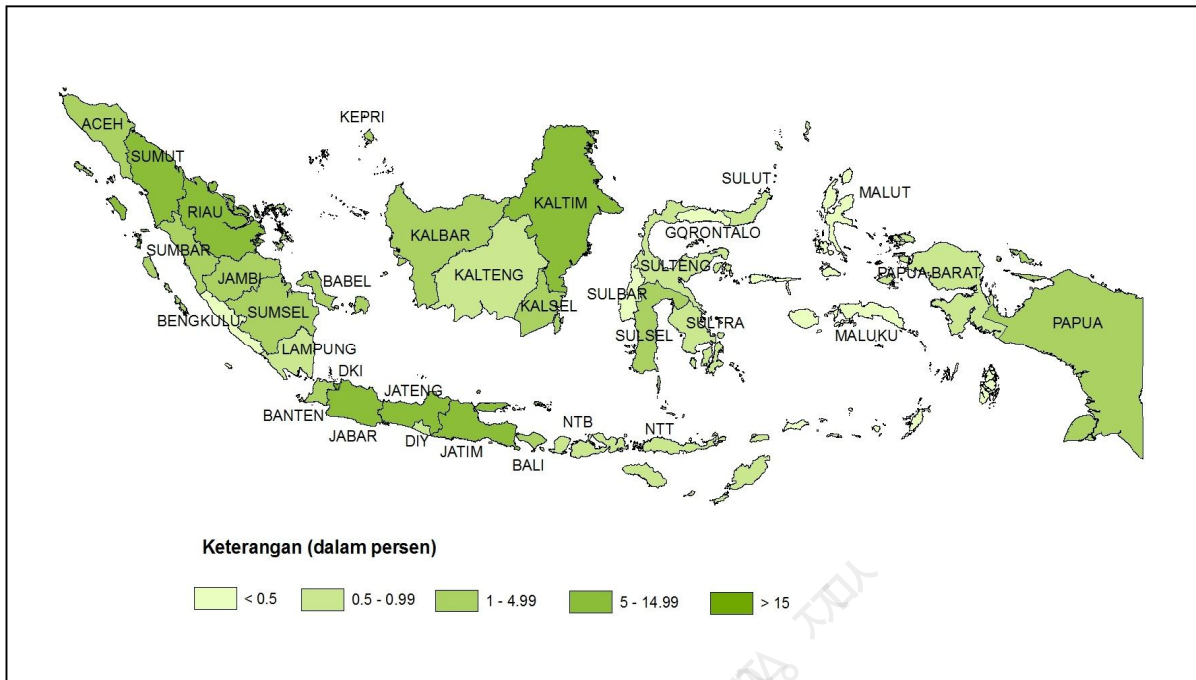 KEPRI
ACEH
SUMUT
SULUT
MALUT
RIAU
KALTIM
KALBAR
GORONTALO
SUMBAR
SULTENG
PAPUA BARAT
JAMBI
BABEL
KALTENG
SULBAR
SUMSEL
KALSEL
BENGKULU
SULTRA
PAPUA
SULSEL
MALUKU
LAMPUNG
DKI
JATENG
BANTEN
JABAR
DIY
JATIM
NTB
NTT
BALI
Keterangan (dalam persen)
< 0.5
0.5 - 0.99
1 - 4.99
5 - 14.99
> 15